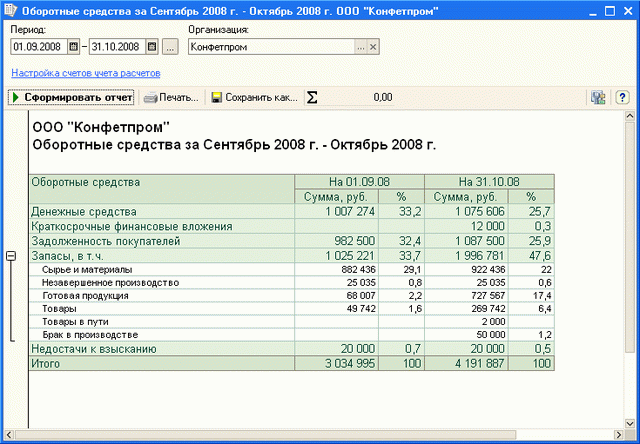 Оборотные средства за Сентябрь 2008 г. - Октябрь 2008 г. ООО "Конфетпром"
Период: Организация:
01.09.2008 – 31.10.2008 ... Конфетпром ... ×
Настройка счетов учета расчетов
Сформировать отчет Печать... Сохранить как... Σ 0,00 ?
ООО "Конфетпром"
Оборотные средства за Сентябрь 2008 г. - Октябрь 2008 г.
Оборотные средства На 01.09.08 На 31.10.08
Сумма, руб. % Сумма, руб. %
Денежные средства 1 007 274 33,2 1 075 606 25,7
Краткосрочные финансовые вложения 12 000 0,3
Задолженность покупателей 982 500 32,4 1 087 500 25,9
Запасы, в т.ч. 1 025 221 33,7 1 996 781 47,6
Сырье и материалы 882 436 29,1 922 436 22
Незавершенное производство 25 035 0,8 25 035 0,6
Готовая продукция 68 007 2,2 727 567 17,4
Товары 49 742 1,6 269 742 6,4
Товары в пути 2 000
Брак в производстве 50 000 1,2
Недостачи к взысканию 20 000 0,7 20 000 0,5
Итого 3 034 995 100 4 191 887 100